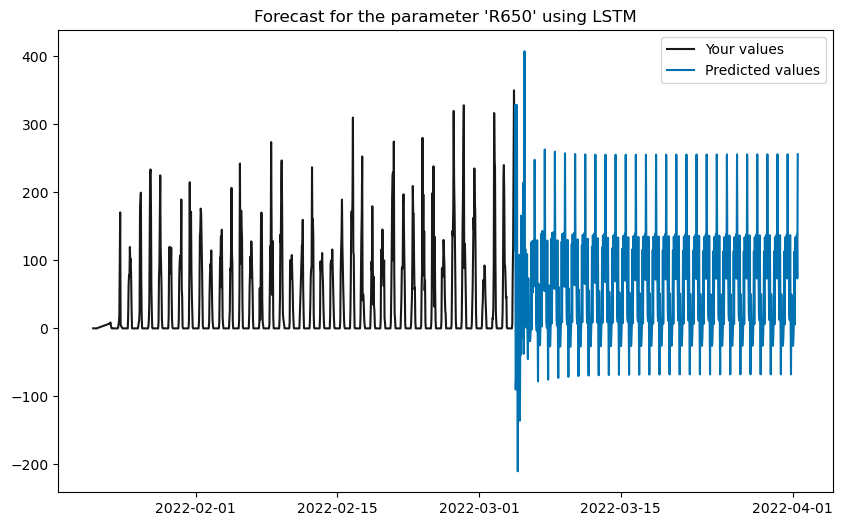 Forecast for the parameter 'R650' using LSTM
Your values
Predicted values
400
300
200
100
0
−100
−200
2022-02-01 2022-02-15 2022-03-01 2022-03-15 2022-04-01